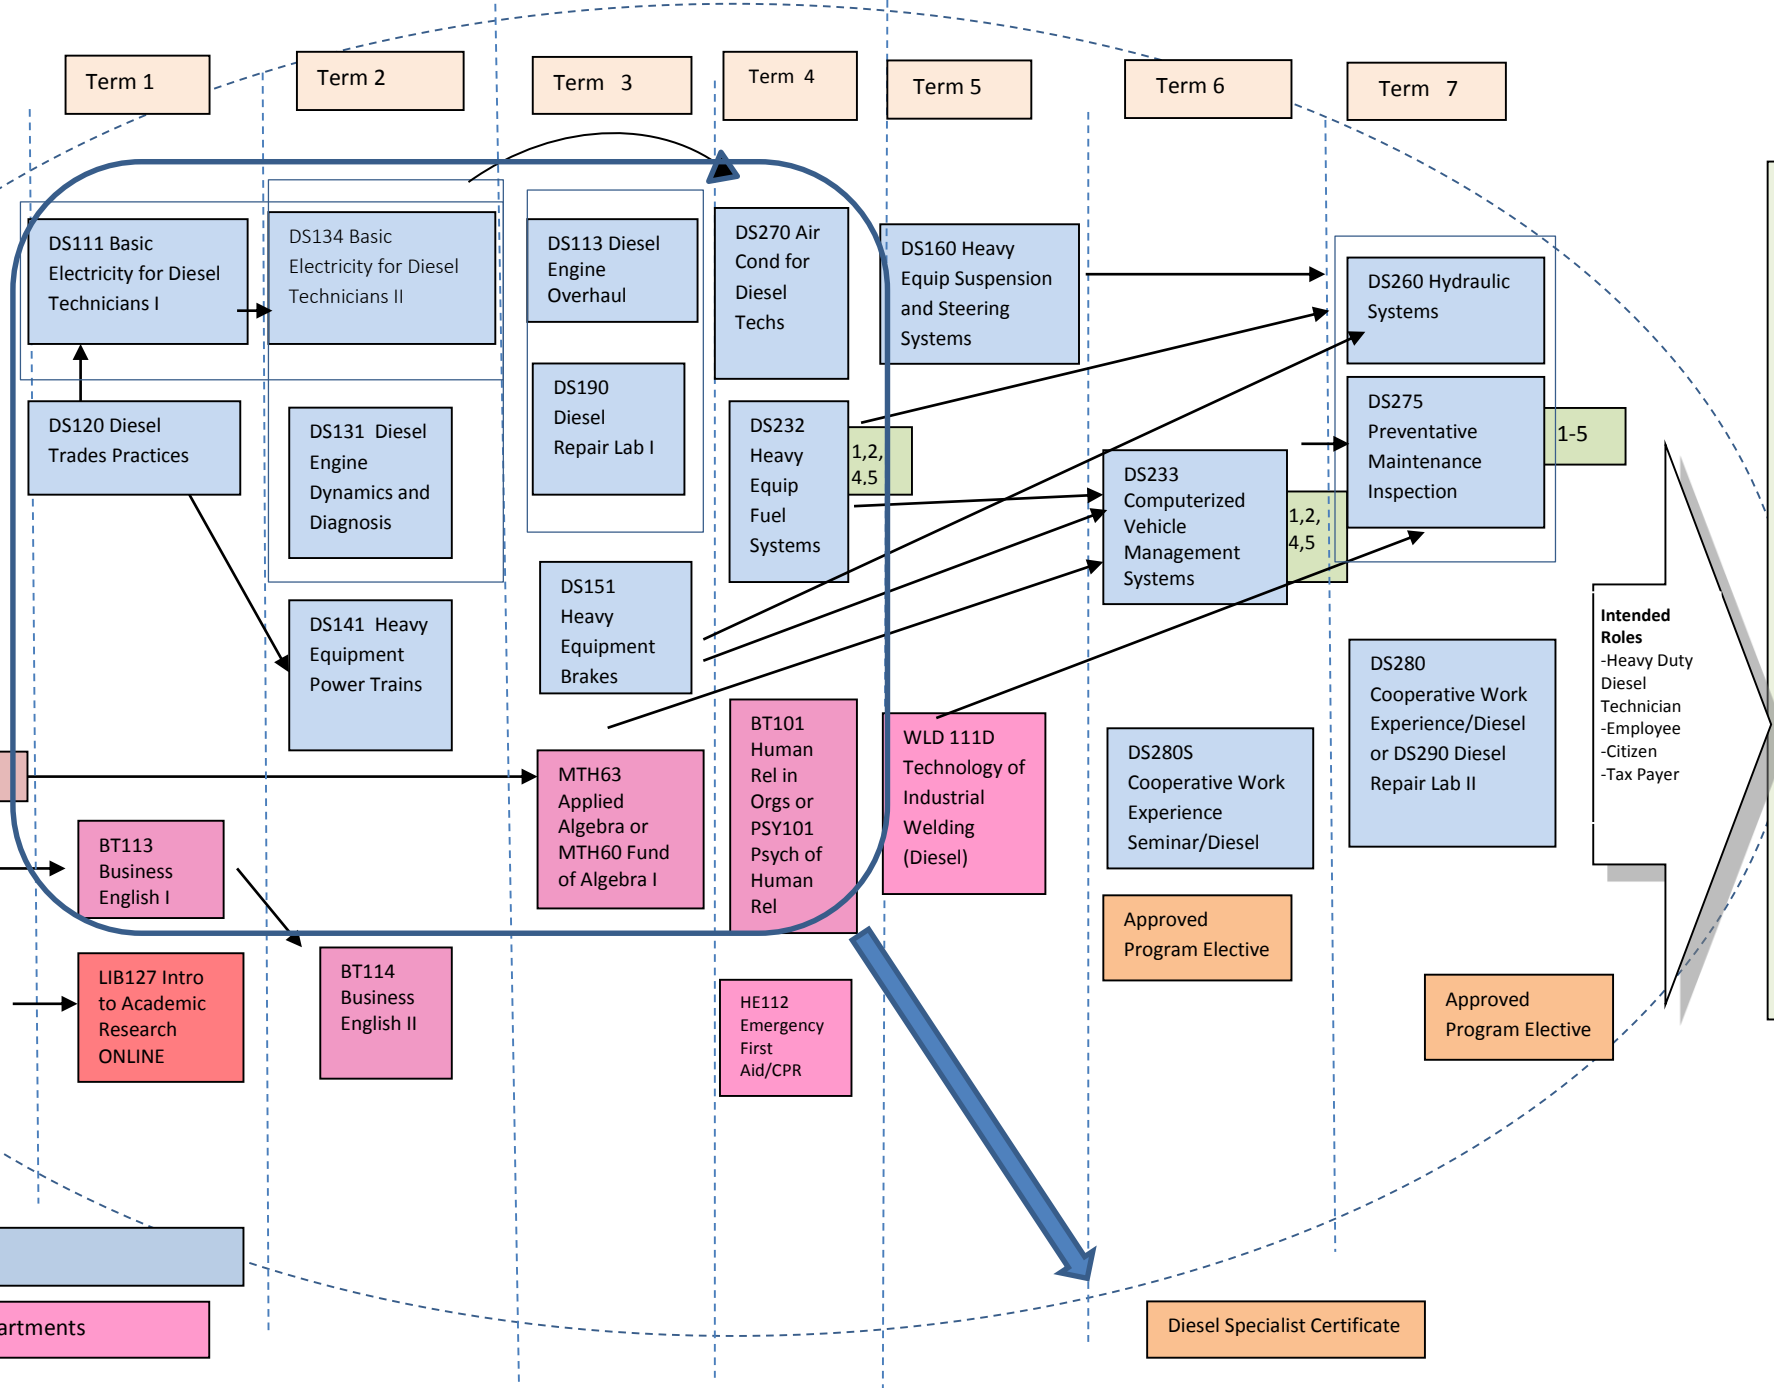 Term 1
Term 2
Term 3
Term 4
Term 5
Term 6
Term 7
DS111 Basic
Electricity for Diesel
Technicians I
DS120 Diesel
Trades Practices
BT113
Business
English I
LIB127 Intro
to Academic
Research
ONLINE
DS134 Basic
Electricity for Diesel
Technicians II
DS131 Diesel
Engine
Dynamics and
Diagnosis
DS141 Heavy
Equipment
Power Trains
BT114
Business
English II
DS113 Diesel
Engine
Overhaul
DS190
Diesel
Repair Lab I
DS151
Heavy
Equipment
Brakes
MTH63
Applied
Algebra or
MTH60 Fund
of Algebra I
DS270 Air
Cond for
Diesel
Techs
DS232
Heavy
Equip
Fuel
Systems
1,2,
4,5
BT101
Human
Rel in
Orgs or
PSY101
Psych of
Human
Rel
HE112
Emergency
First
Aid/CPR
DS160 Heavy
Equip Suspension
and Steering
Systems
WLD 111D
Technology of
Industrial
Welding
(Diesel)
DS233
Computerized
Vehicle
Management
Systems
1,2,
4,5
DS280S
Cooperative Work
Experience
Seminar/Diesel
Approved
Program Elective
DS260 Hydraulic
Systems
DS275
Preventative
Maintenance
Inspection
1-5
DS280
Cooperative Work
Experience/Diesel
or DS290 Diesel
Repair Lab II
Approved
Program Elective
Intended
Roles
-Heavy Duty
Diesel
Technician
-Employee
-Citizen
-Tax Payer
artments
Diesel Specialist Certificate